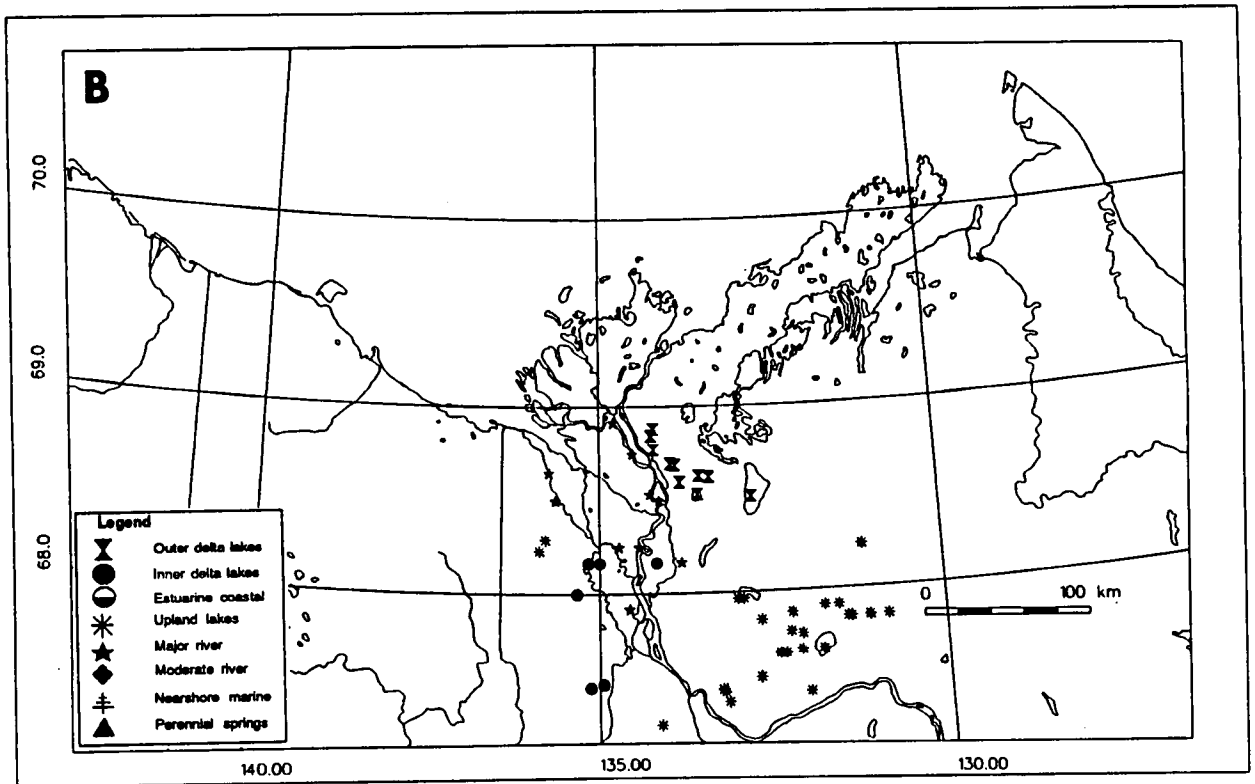 B
70.0
69.0
68.0
Legend
Outer delta lakes
Inner delta lakes
Estuarine coastal
Upland lakes
Major river
Moderate river
Nearshore marine
Perennial springs
0 100 km
140.00 135.00 130.00